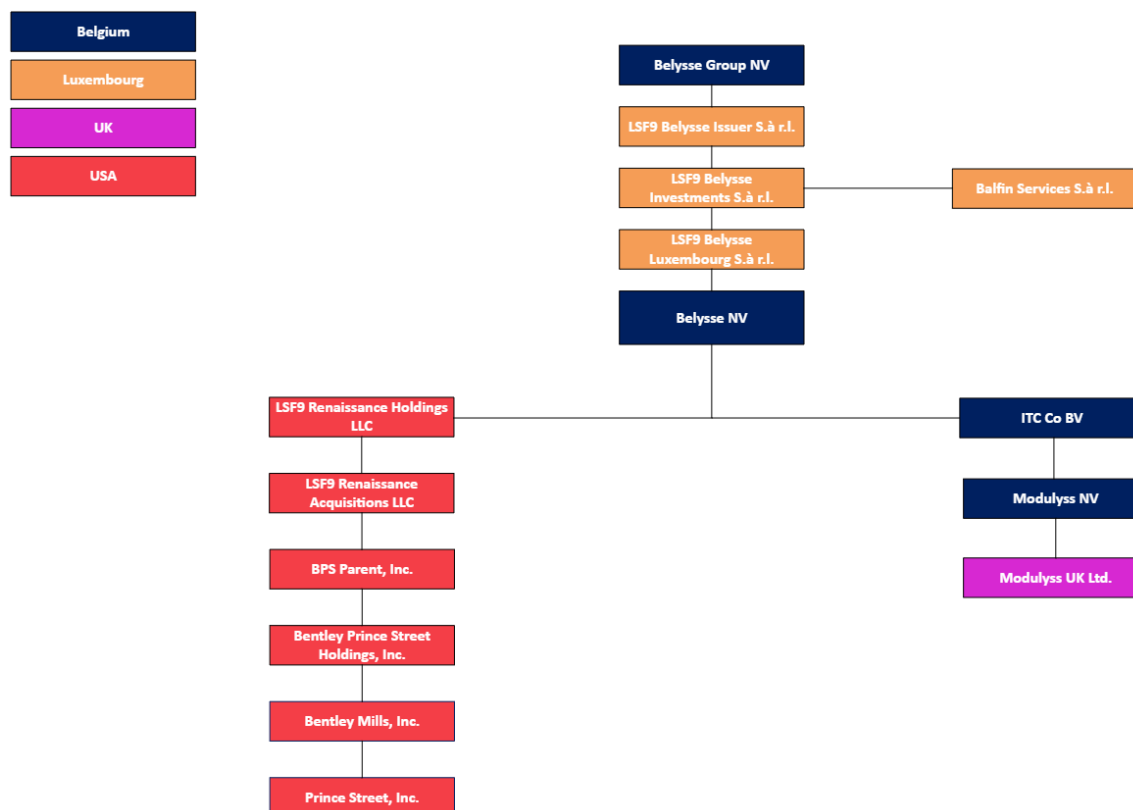 Belgium
Luxembourg
UK
USA
Belysse Group NV
LSF9 Belysse Issuer S.à r.l.
LSF9 Belysse
Investments S.à r.l.
Balfin Services S.à r.l.
LSF9 Belysse
Luxembourg S.à r.l.
Belysse NV
LSF9 Renaissance Holdings
LLC
ITC Co BV
LSF9 Renaissance
Acquisitions LLC
Modulyss NV
BPS Parent, Inc.
Modulyss UK Ltd.
Bentley Prince Street
Holdings, Inc.
Bentley Mills, Inc.
Prince Street, Inc.